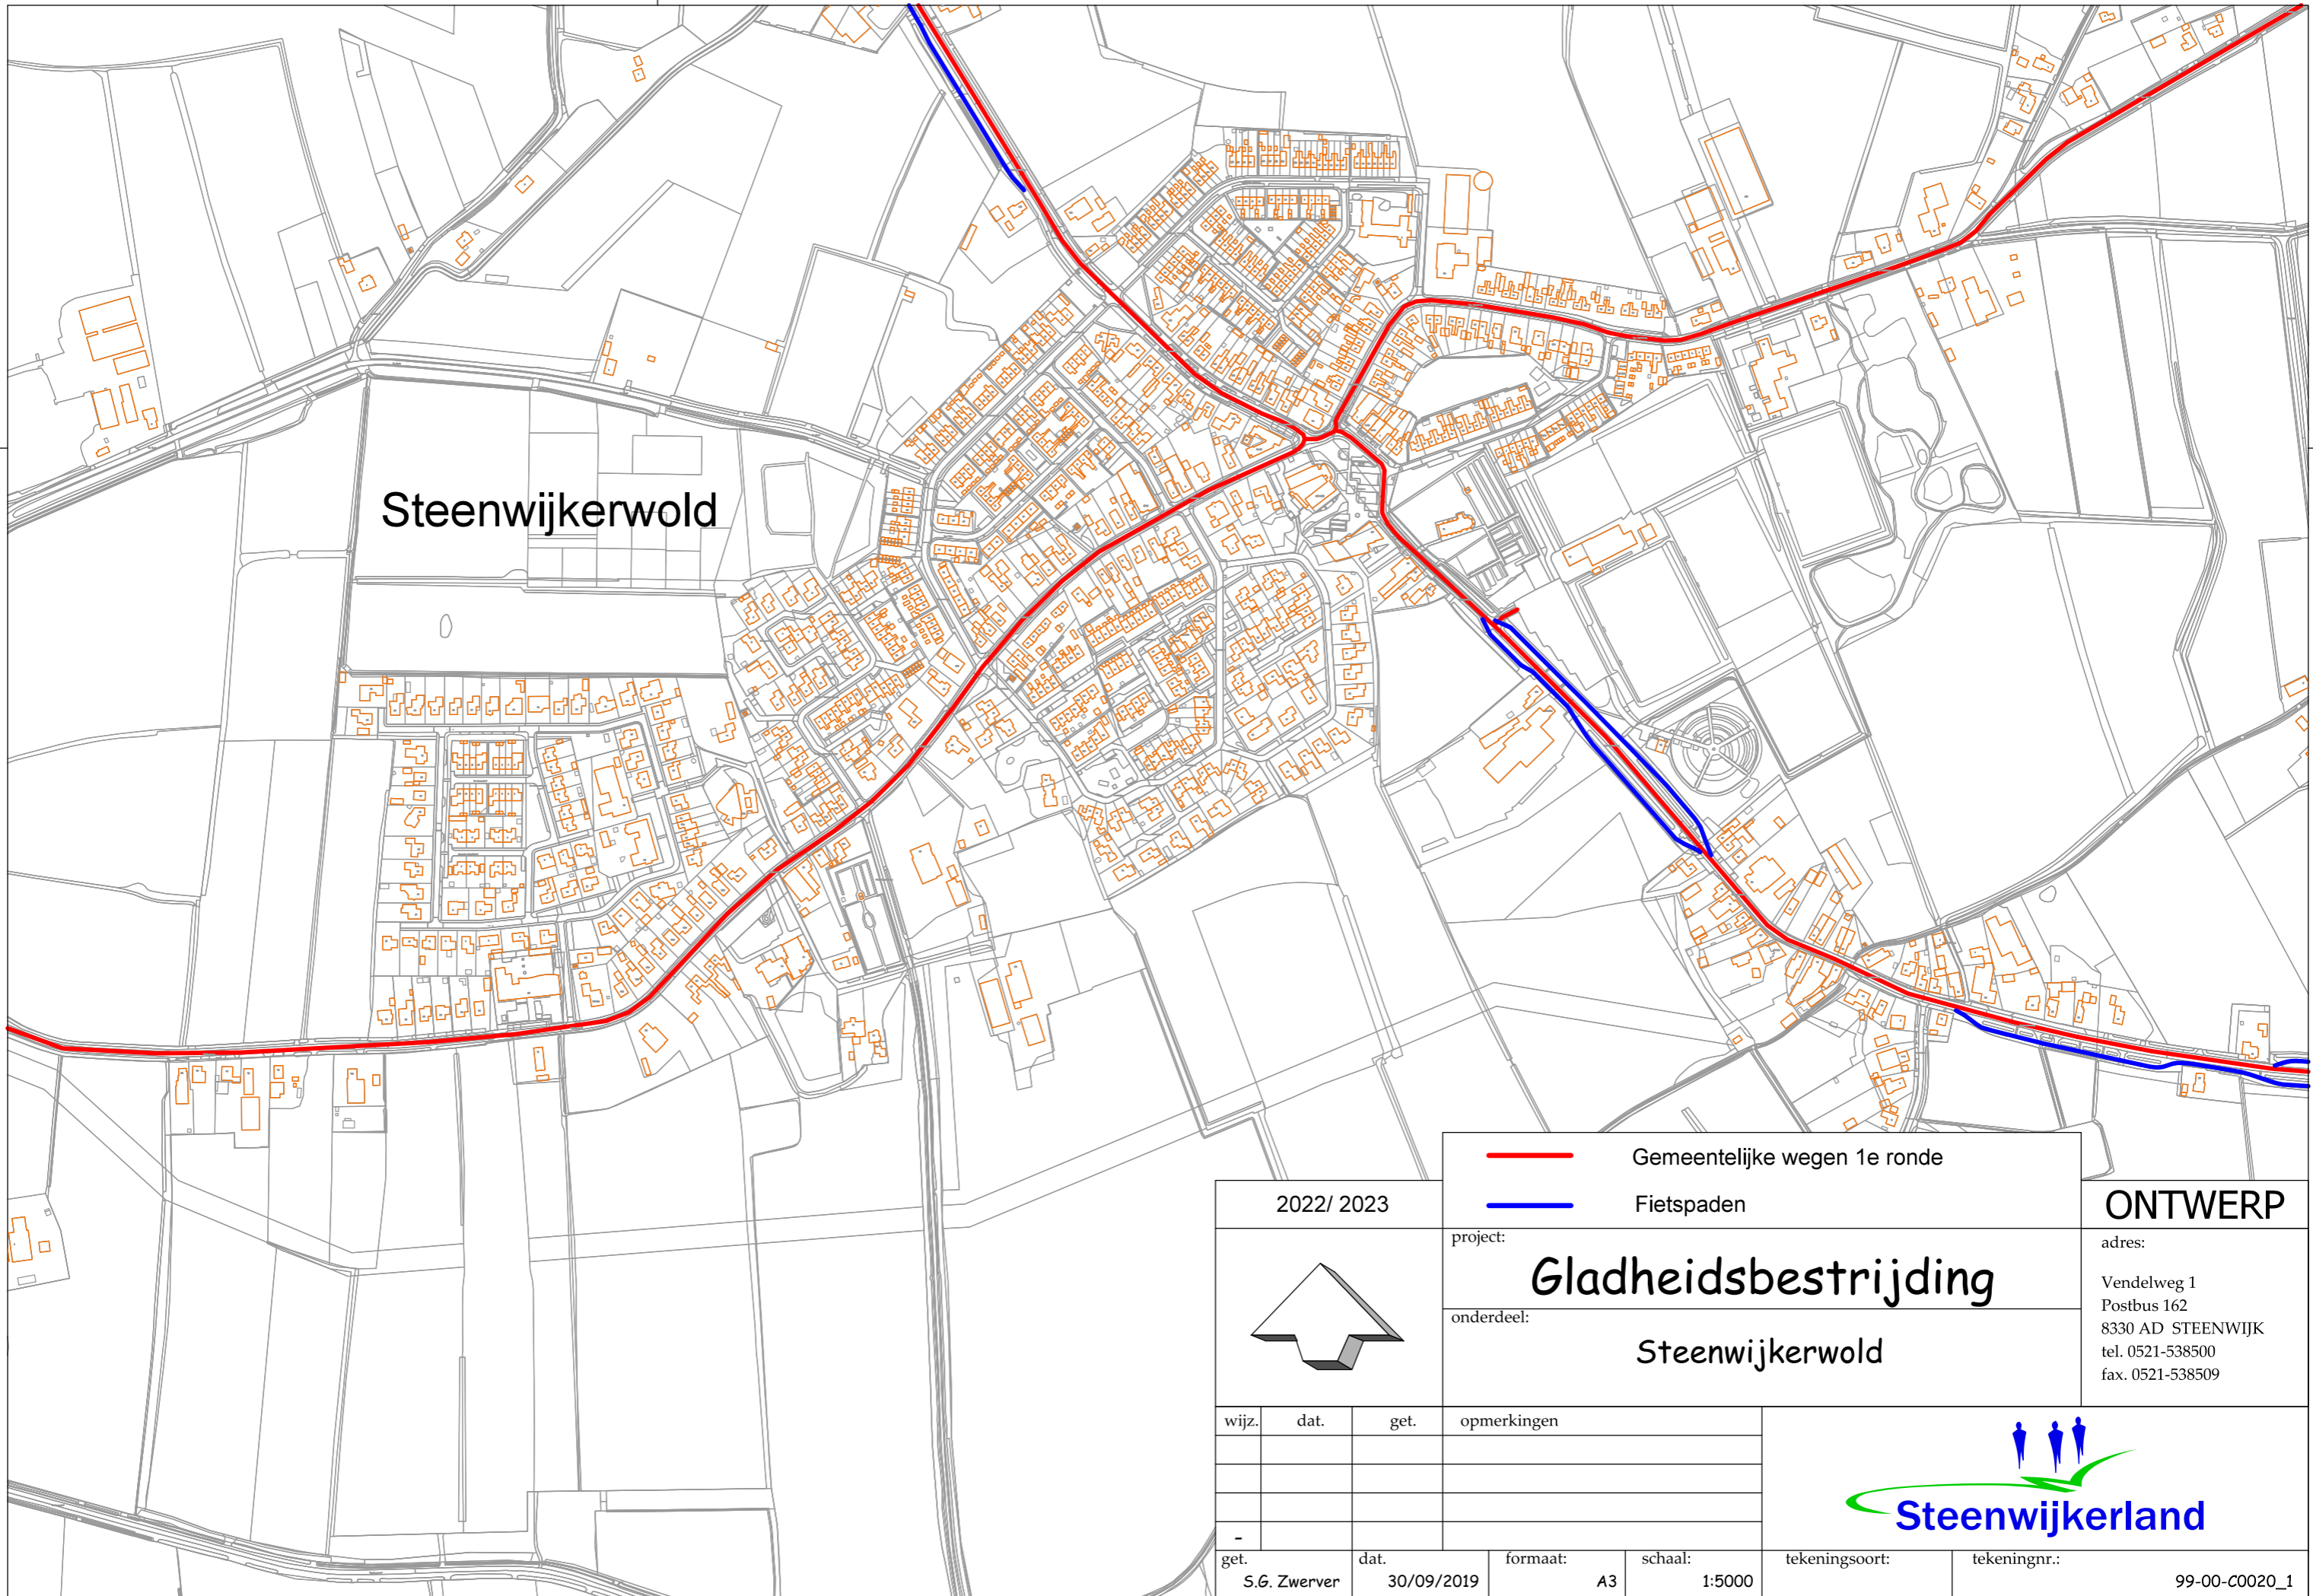 Steenwijkerwold
Gemeentelijke wegen 1e ronde
Fietspaden
2022/ 2023
ONTWERP
project:
Gladheidsbestrijding
onderdeel:
Steenwijkerwold
adres:
Vendelweg 1
Postbus 162
8330 AD  STEENWIJK
tel. 0521-538500
fax. 0521-538509
wijz. dat. get. opmerkingen
-
Steenwijkerland
get. dat. formaat: schaal: tekeningsoort: tekeningnr.:
S.G. Zwerver 30/09/2019 A3 1:5000 99-00-C0020_1